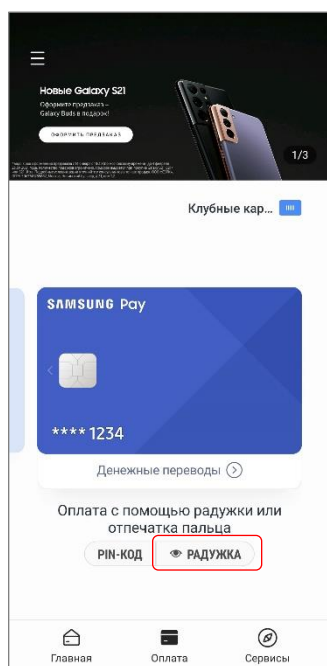 Новые Galaxy S21
Оформите предзаказ –
Galaxy Buds в подарок!
ОФОРМИТЬ ПРЕДЗАКАЗ
1/3
Клубные кар...
SAMSUNG Pay
**** 1234
Денежные переводы
Оплата с помощью радужки или
отпечатка пальца
PIN-КОД
РАДУЖКА
Главная
Оплата
Сервисы